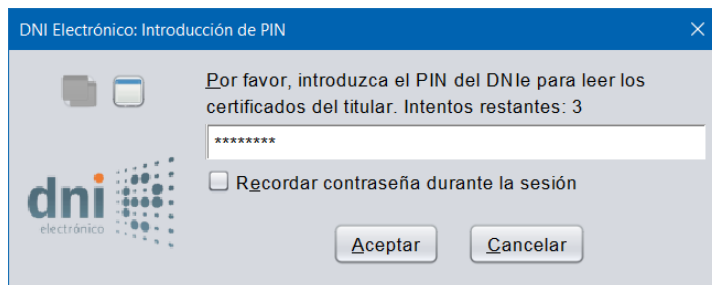 DNI Electrónico: Introducción de PIN
Por favor, introduzca el PIN del DNIe para leer los
certificados del titular. Intentos restantes: 3
********
Recordar contraseña durante la sesión
dni
electrónico
Aceptar
Cancelar